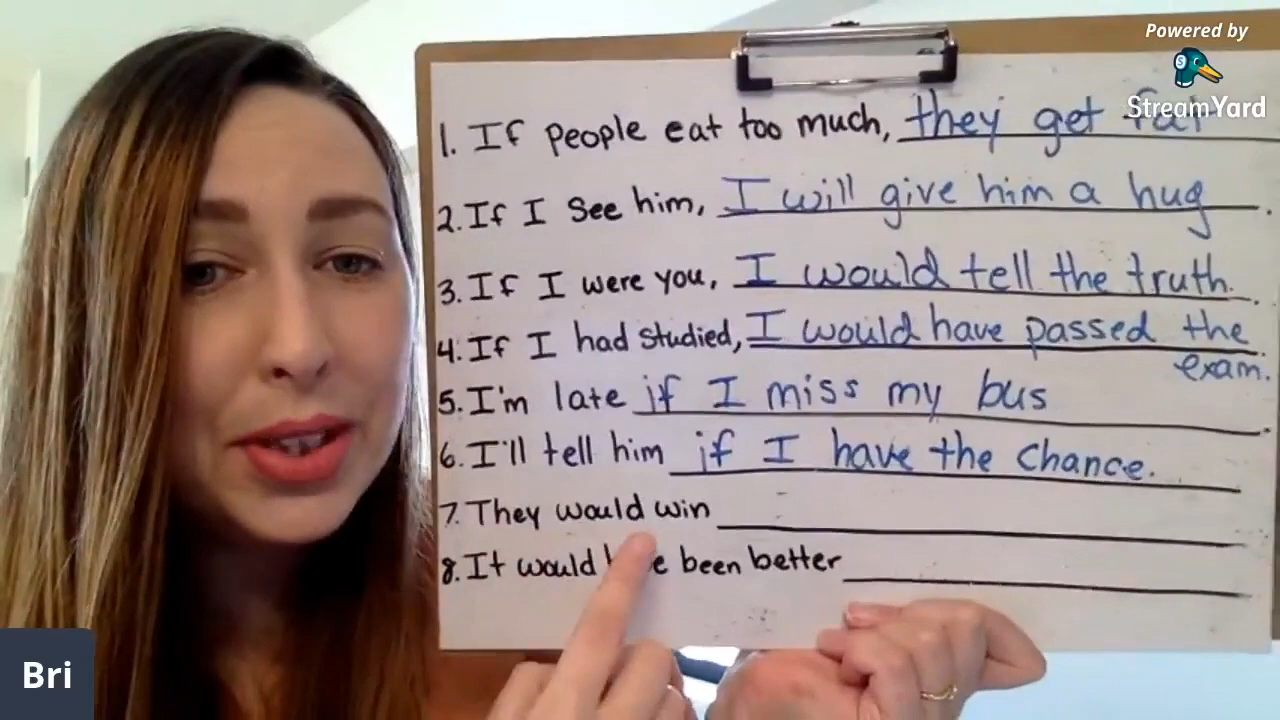 Powered by
StreamYard
1. If people eat too much, they get fat
2. If I see him, I will give him a hug.
3. If I were you, I would tell the truth.
4. If I had studied, I would have passed the
exam.
5. I'm late if I miss my bus.
6. I'll tell him if I have the chance.
7. They would win
8. It would been better
Bri